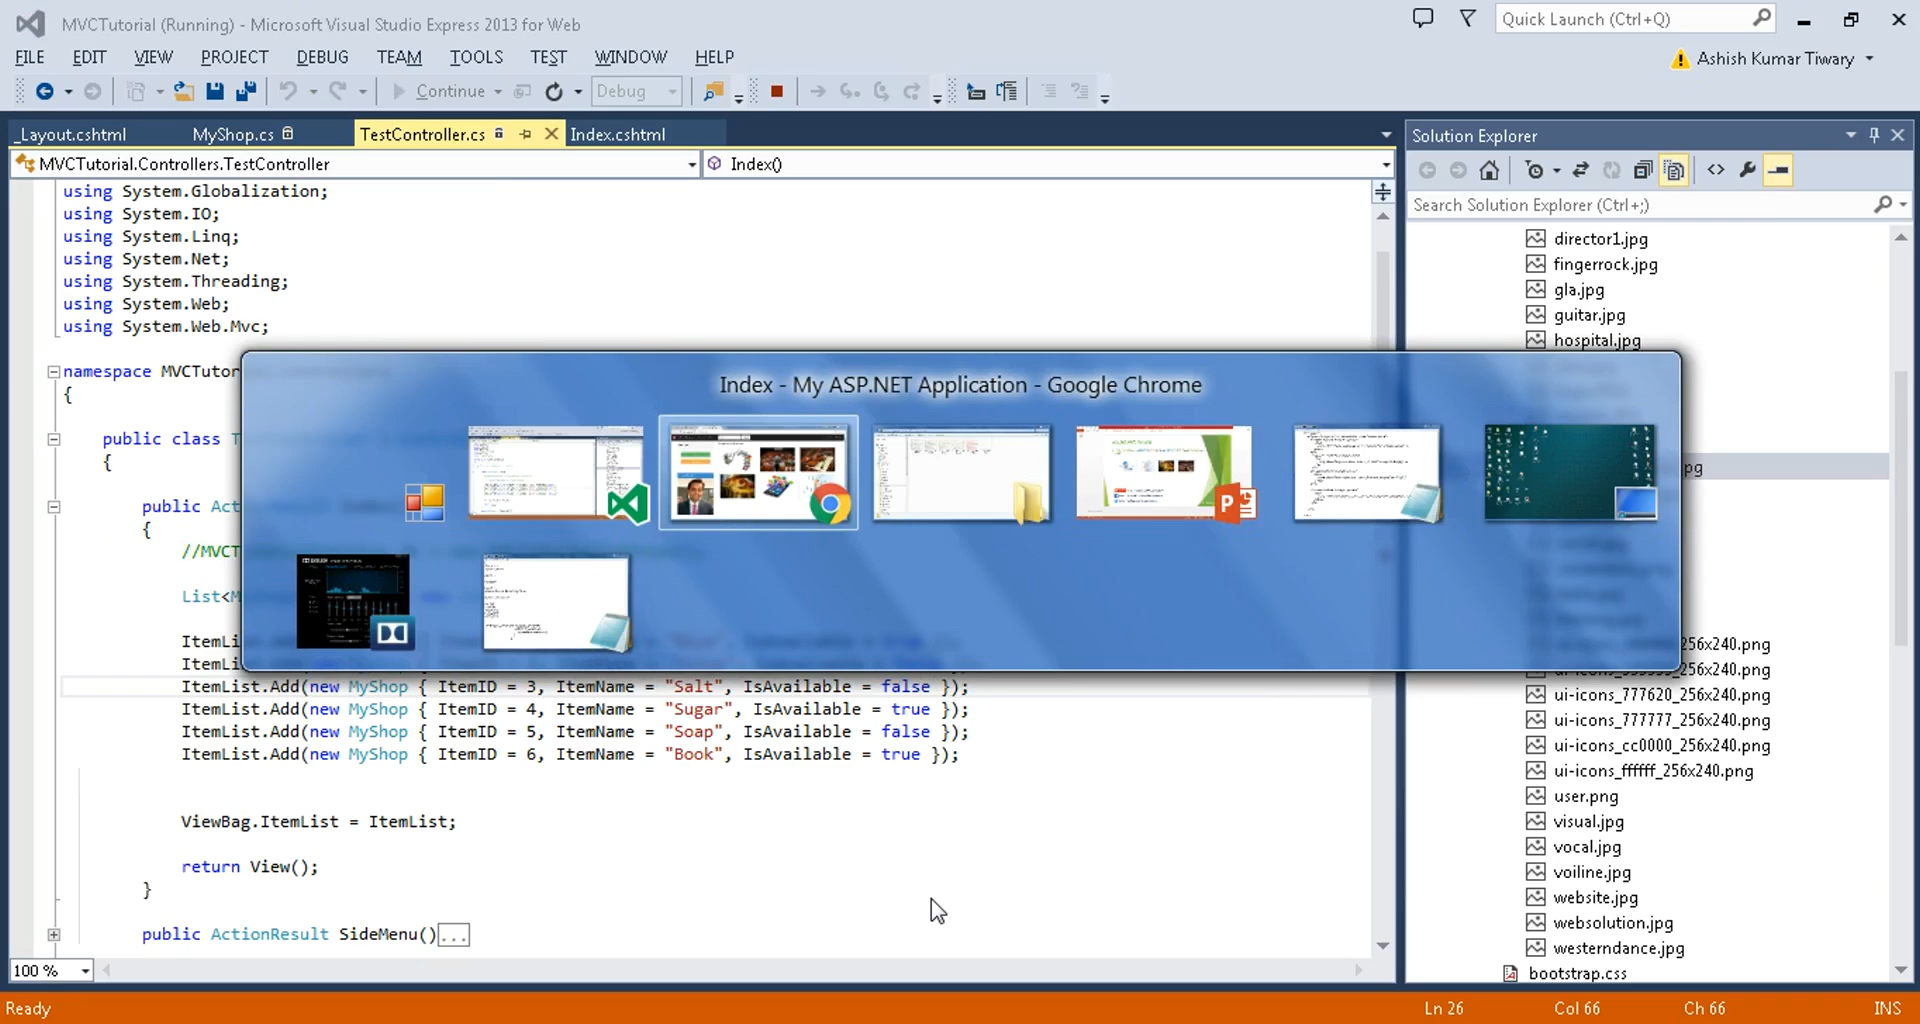 MVCTutorial (Running) - Microsoft Visual Studio Express 2013 for Web
Quick Launch (Ctrl+Q)
FILE EDIT VIEW PROJECT DEBUG TEAM TOOLS TEST WINDOW HELP
Ashish Kumar Tiwary
Continue
Debug
_Layout.cshtml MyShop.cs TestController.cs Index.cshtml
MVCTutorial.Controllers.TestController
Index()
using System.Globalization;
using System.IO;
using System.Linq;
using System.Net;
using System.Threading;
using System.Web;
using System.Web.Mvc;
namespace MVCTutor
{
public class T
{
public Act
{
//MVCT
List<M
ItemL
ItemL
ItemList.Add(new MyShop { ItemID = 3, ItemName = "Salt", IsAvailable = false });
ItemList.Add(new MyShop { ItemID = 4, ItemName = "Sugar", IsAvailable = true });
ItemList.Add(new MyShop { ItemID = 5, ItemName = "Soap", IsAvailable = false });
ItemList.Add(new MyShop { ItemID = 6, ItemName = "Book", IsAvailable = true });
ViewBag.ItemList = ItemList;
return View();
}
public ActionResult SideMenu()...
100 %
Index - My ASP.NET Application - Google Chrome
Solution Explorer
Search Solution Explorer (Ctrl+;)
director1.jpg
fingerrock.jpg
gla.jpg
guitar.jpg
hospital.jpg
pg
256x240.png
256x240.png
ui-icons_777620_256x240.png
ui-icons_777777_256x240.png
ui-icons_cc0000_256x240.png
ui-icons_ffffff_256x240.png
user.png
visual.jpg
vocal.jpg
voiline.jpg
website.jpg
websolution.jpg
westerndance.jpg
bootstrap.css
Ready
Ln 26 Col 66 Ch 66 INS